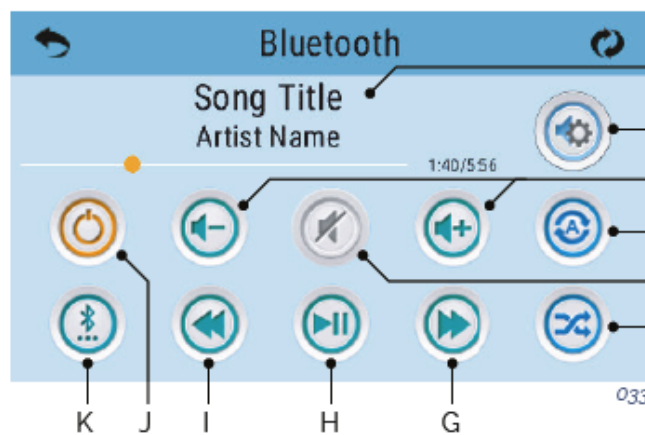 Bluetooth
Song Title
Artist Name
1:40/5:56
A
K J I H G
033